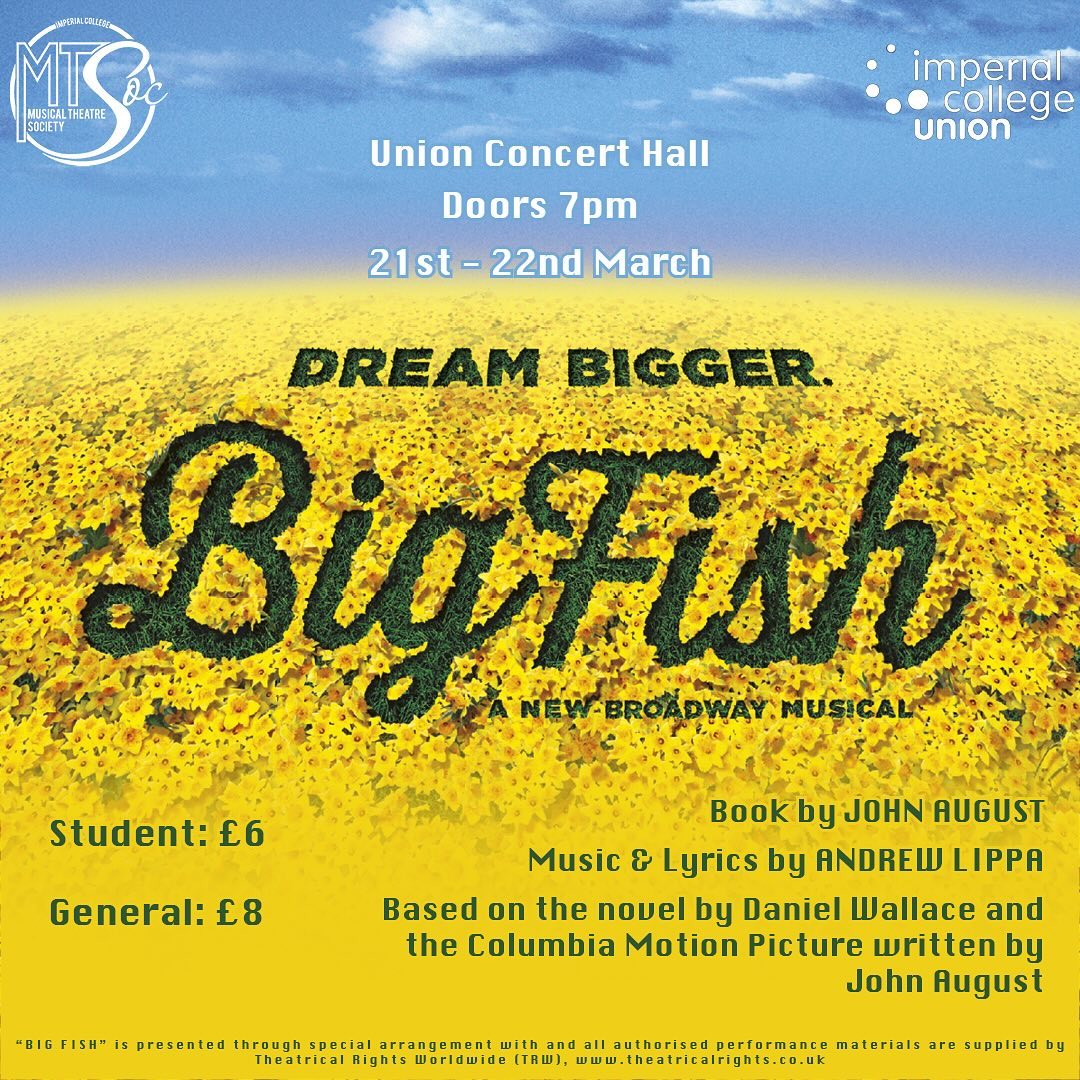 IMPERIAL COLLEGE
MTSoc
MUSICAL THEATRE
SOCIETY
imperial
college
union
Union Concert Hall
Doors 7pm
21st - 22nd March
DREAM BIGGER.
Big Fish
A NEW BROADWAY MUSICAL
Student: £6
General: £8
Book by JOHN AUGUST
Music & Lyrics by ANDREW LIPPA
Based on the novel by Daniel Wallace and
the Columbia Motion Picture written by
John August
"BIG FISH" is presented through special arrangement with and all authorised performance materials are supplied by
Theatrical Rights Worldwide (TRW), www.theatricalrights.co.uk